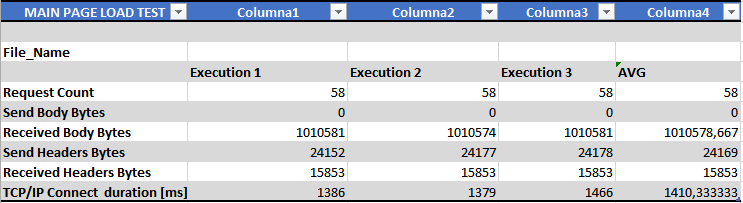 MAIN PAGE LOAD TEST Columna1 Columna2 Columna3 Columna4
File_Name
Execution 1 Execution 2 Execution 3 AVG
Request Count 58 58 58 58
Send Body Bytes 0 0 0 0
Received Body Bytes 1010581 1010574 1010581 1010578,667
Send Headers Bytes 24152 24177 24178 24169
Received Headers Bytes 15853 15853 15853 15853
TCP/IP Connect duration [ms] 1386 1379 1466 1410,333333